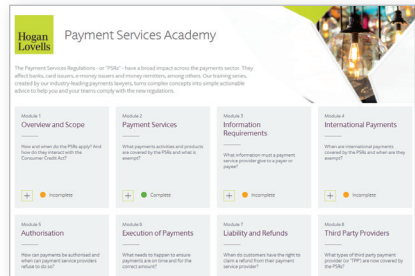 Hogan
Lovells
Payment Services Academy
The Payment Services Regulations - or "PSRs" - have a broad impact across the payments sector. They
affect banks, card issuers, e-money issuers and money remitters, among others. Our training series,
created by our industry leading payments lawyers, turns complex concepts into simple actionable
advice to help you and your teams comply with the new regulations.
Module 1
Overview and Scope
How and when do the PSRs apply? And
how do they interact with the
Consumer Credit Act?
Incomplete
Module 2
Payment Services
What payments activities and products
are covered by the PSRs and what is
exempt?
Complete
Module 3
Information
Requirements
What information must a payment
service provider give to a payer or
payee?
Incomplete
Module 4
International Payments
When are international payments
covered by the PSRs and when are they
exempt?
Incomplete
Module 5
Authorisation
How can payments be authorised and
when can payment service providers
refuse to do so?
Module 6
Execution of Payments
What needs to happen to ensure
payments are on time and for the
correct amount?
Module 7
Liability and Refunds
When do customers have the right to
claim a refund from their payment
service provider?
Module 8
Third Party Providers
What types of third party payment
provider (or "TPP") are now covered by
the PSRs?